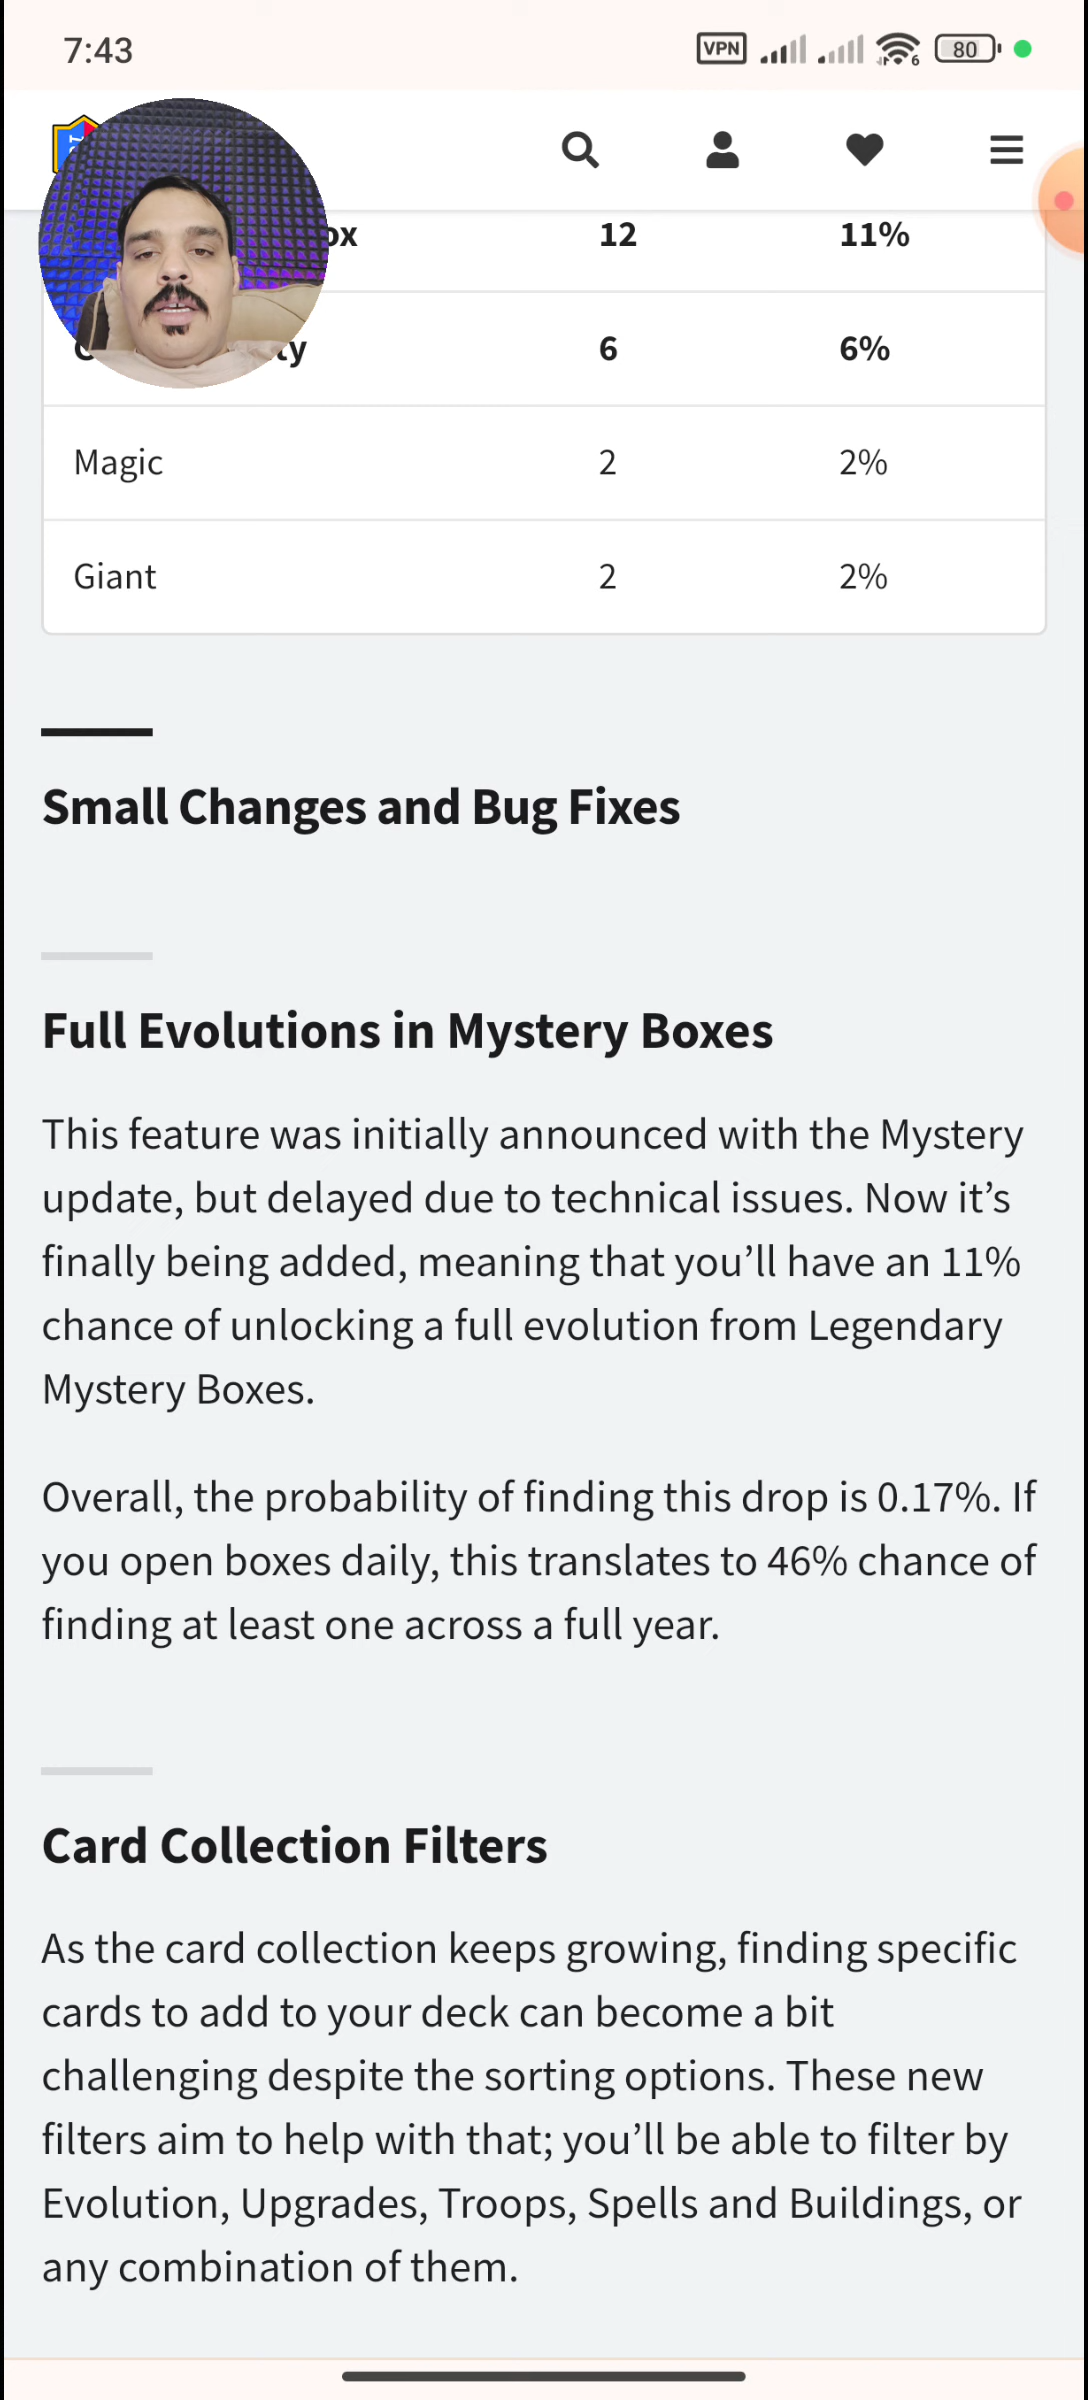 7:43 VPN 6 80
ox 12 11%
ty 6 6%
Magic 2 2%
Giant 2 2%
Small Changes and Bug Fixes
Full Evolutions in Mystery Boxes
This feature was initially announced with the Mystery
update, but delayed due to technical issues. Now it’s
finally being added, meaning that you’ll have an 11%
chance of unlocking a full evolution from Legendary
Mystery Boxes.
Overall, the probability of finding this drop is 0.17%. If
you open boxes daily, this translates to 46% chance of
finding at least one across a full year.
Card Collection Filters
As the card collection keeps growing, finding specific
cards to add to your deck can become a bit
challenging despite the sorting options. These new
filters aim to help with that; you’ll be able to filter by
Evolution, Upgrades, Troops, Spells and Buildings, or
any combination of them.